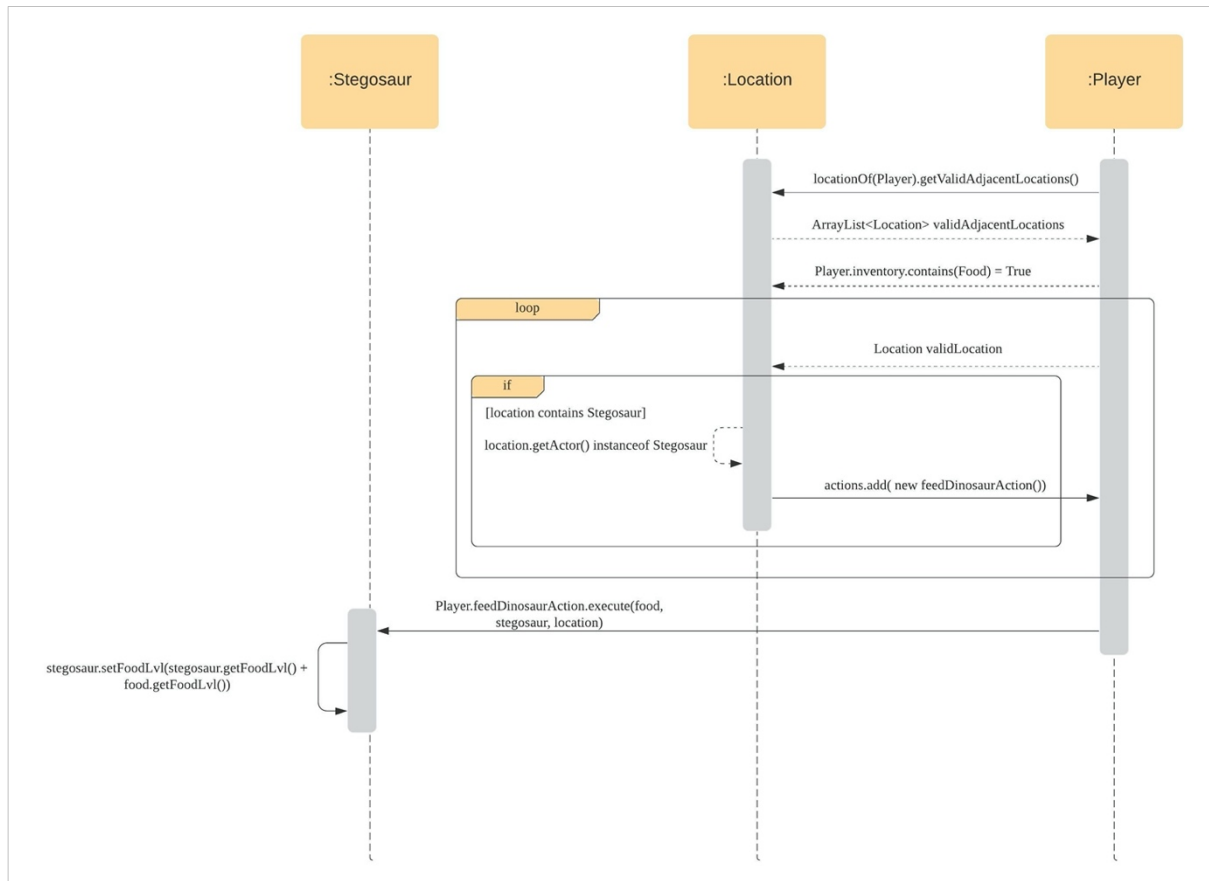 :Stegosaur
:Location
:Player
locationOf(Player).getValidAdjacentLocations()
ArrayList<Location> validAdjacentLocations
Player.inventory.contains(Food) = True
loop
Location validLocation
if
[location contains Stegosaur]
location.getActor() instanceof Stegosaur
actions.add( new feedDinosaurAction())
Player.feedDinosaurAction.execute(food,
stegosaur, location)
stegosaur.setFoodLvl(stegosaur.getFoodLvl() +
food.getFoodLvl())